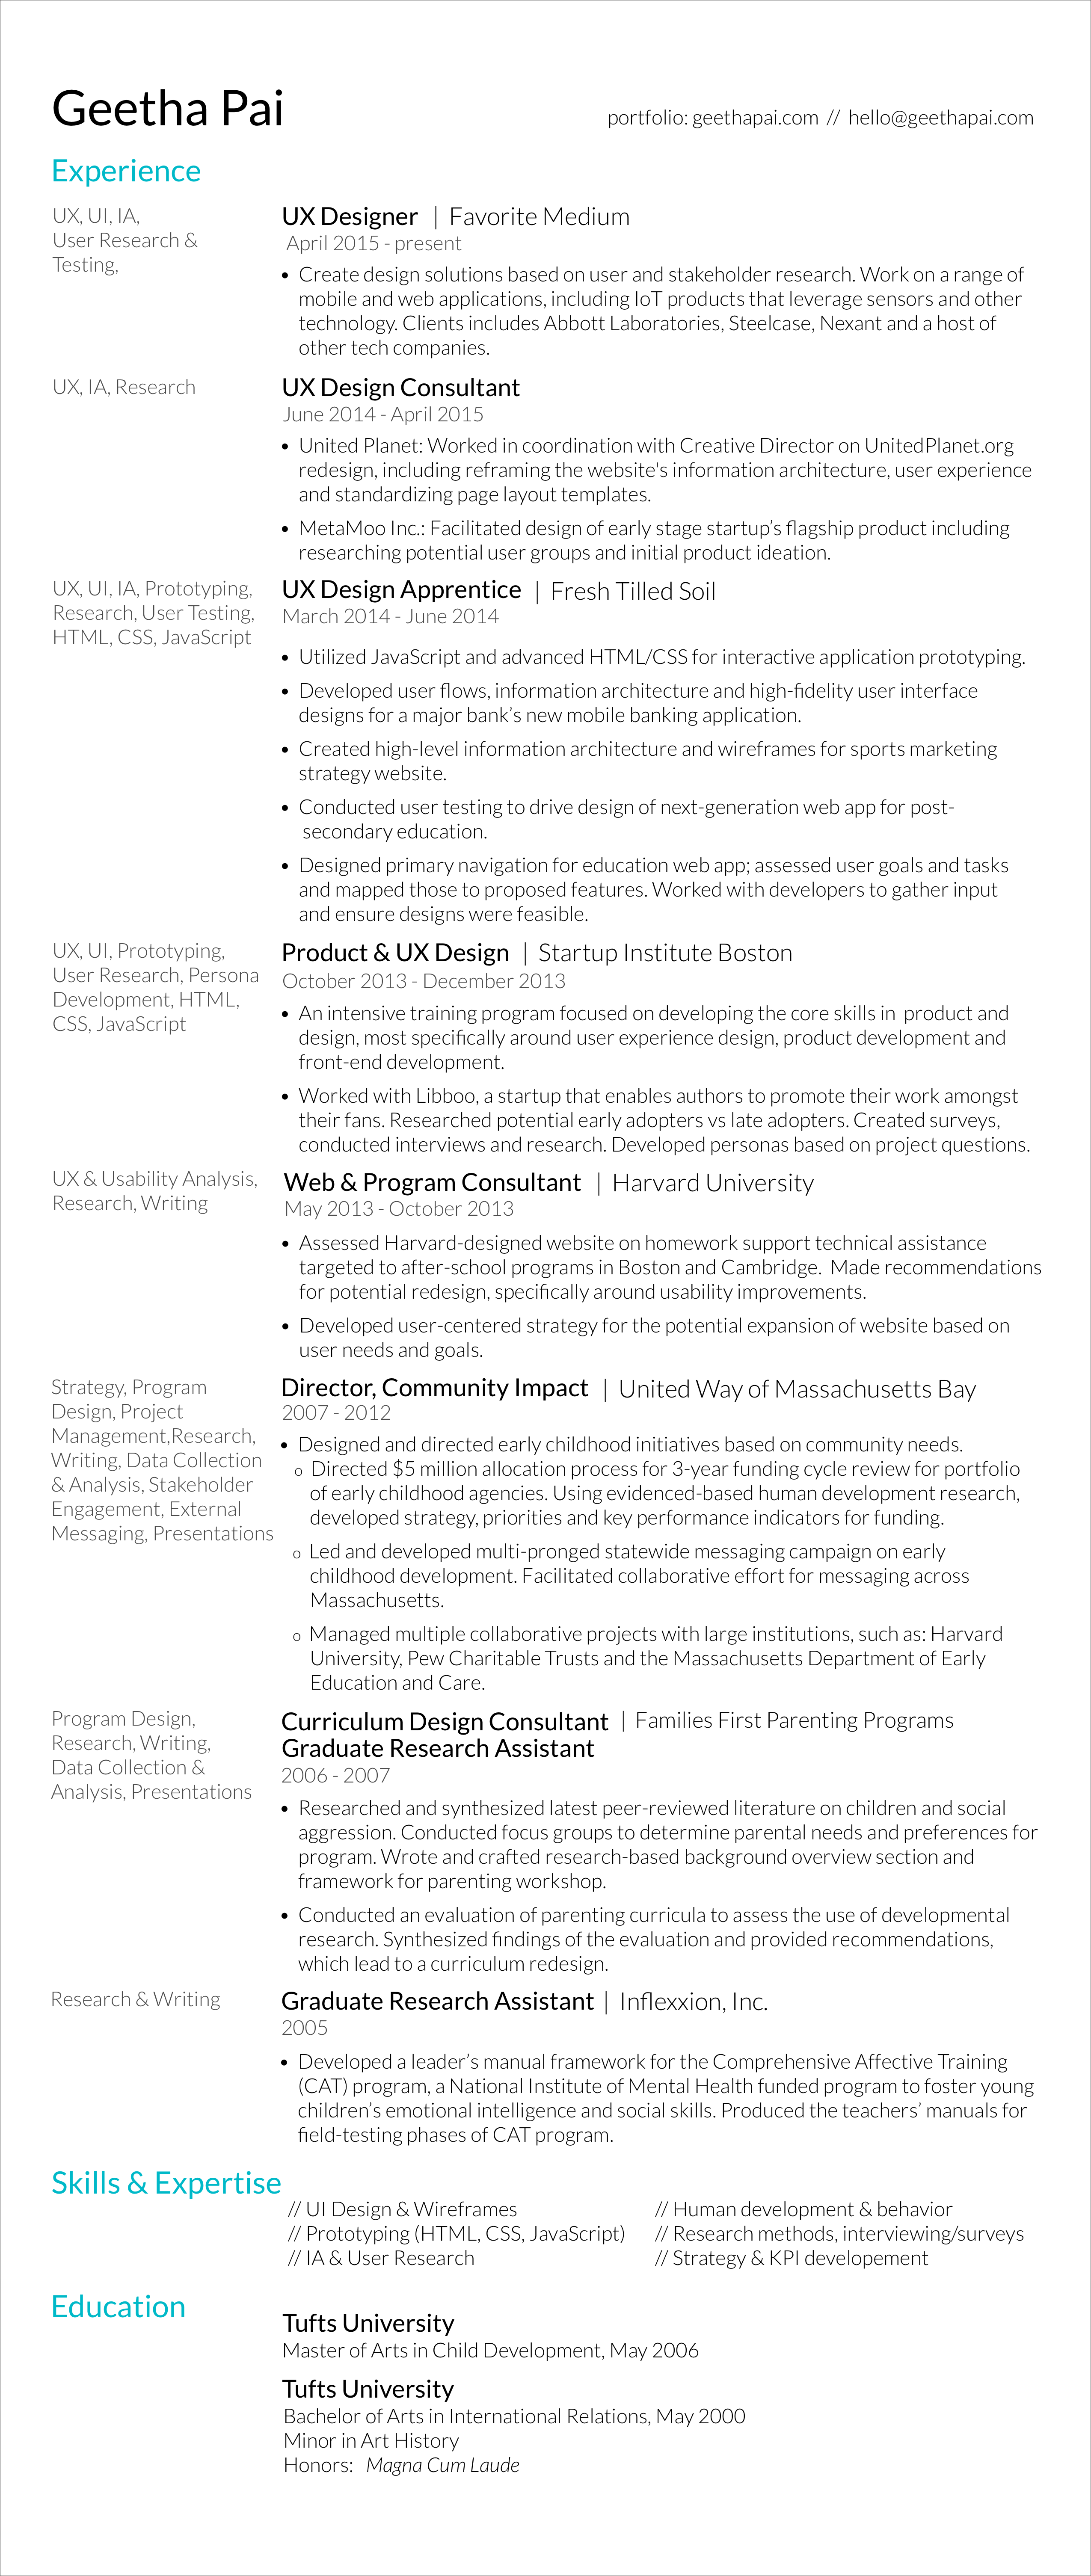 Geetha Pai
portfolio: geethapai.com // hello@geethapai.com
Experience
UX, UI, IA,
User Research &
Testing,
UX Designer | Favorite Medium
April 2015 - present
• Create design solutions based on user and stakeholder research. Work on a range of
mobile and web applications, including IoT products that leverage sensors and other
technology. Clients includes Abbott Laboratories, Steelcase, Nexant and a host of
other tech companies.
UX, IA, Research
UX Design Consultant
June 2014 - April 2015
• United Planet: Worked in coordination with Creative Director on UnitedPlanet.org
redesign, including reframing the website's information architecture, user experience
and standardizing page layout templates.
• MetaMoo Inc.: Facilitated design of early stage startup’s flagship product including
researching potential user groups and initial product ideation.
UX, UI, IA, Prototyping,
Research, User Testing,
HTML, CSS, JavaScript
UX Design Apprentice | Fresh Tilled Soil
March 2014 - June 2014
• Utilized JavaScript and advanced HTML/CSS for interactive application prototyping.
• Developed user flows, information architecture and high-fidelity user interface
designs for a major bank’s new mobile banking application.
• Created high-level information architecture and wireframes for sports marketing
strategy website.
• Conducted user testing to drive design of next-generation web app for post-
secondary education.
• Designed primary navigation for education web app; assessed user goals and tasks
and mapped those to proposed features. Worked with developers to gather input
and ensure designs were feasible.
UX, UI, Prototyping,
User Research, Persona
Development, HTML,
CSS, JavaScript
Product & UX Design | Startup Institute Boston
October 2013 - December 2013
• An intensive training program focused on developing the core skills in product and
design, most specifically around user experience design, product development and
front-end development.
• Worked with Libboo, a startup that enables authors to promote their work amongst
their fans. Researched potential early adopters vs late adopters. Created surveys,
conducted interviews and research. Developed personas based on project questions.
UX & Usability Analysis,
Research, Writing
Web & Program Consultant | Harvard University
May 2013 - October 2013
• Assessed Harvard-designed website on homework support technical assistance
targeted to after-school programs in Boston and Cambridge. Made recommendations
for potential redesign, specifically around usability improvements.
• Developed user-centered strategy for the potential expansion of website based on
user needs and goals.
Strategy, Program
Design, Project
Management,Research,
Writing, Data Collection
& Analysis, Stakeholder
Engagement, External
Messaging, Presentations
Director, Community Impact | United Way of Massachusetts Bay
2007 - 2012
• Designed and directed early childhood initiatives based on community needs.
o Directed $5 million allocation process for 3-year funding cycle review for portfolio
of early childhood agencies. Using evidenced-based human development research,
developed strategy, priorities and key performance indicators for funding.
o Led and developed multi-pronged statewide messaging campaign on early
childhood development. Facilitated collaborative effort for messaging across
Massachusetts.
o Managed multiple collaborative projects with large institutions, such as: Harvard
University, Pew Charitable Trusts and the Massachusetts Department of Early
Education and Care.
Program Design,
Research, Writing,
Data Collection &
Analysis, Presentations
Curriculum Design Consultant | Families First Parenting Programs
Graduate Research Assistant
2006 - 2007
• Researched and synthesized latest peer-reviewed literature on children and social
aggression. Conducted focus groups to determine parental needs and preferences for
program. Wrote and crafted research-based background overview section and
framework for parenting workshop.
• Conducted an evaluation of parenting curricula to assess the use of developmental
research. Synthesized findings of the evaluation and provided recommendations,
which lead to a curriculum redesign.
Research & Writing
Graduate Research Assistant | Inflexxion, Inc.
2005
• Developed a leader’s manual framework for the Comprehensive Affective Training
(CAT) program, a National Institute of Mental Health funded program to foster young
children’s emotional intelligence and social skills. Produced the teachers’ manuals for
field-testing phases of CAT program.
Skills & Expertise
// UI Design & Wireframes
// Prototyping (HTML, CSS, JavaScript)
// IA & User Research
// Human development & behavior
// Research methods, interviewing/surveys
// Strategy & KPI developement
Education
Tufts University
Master of Arts in Child Development, May 2006
Tufts University
Bachelor of Arts in International Relations, May 2000
Minor in Art History
Honors: Magna Cum Laude